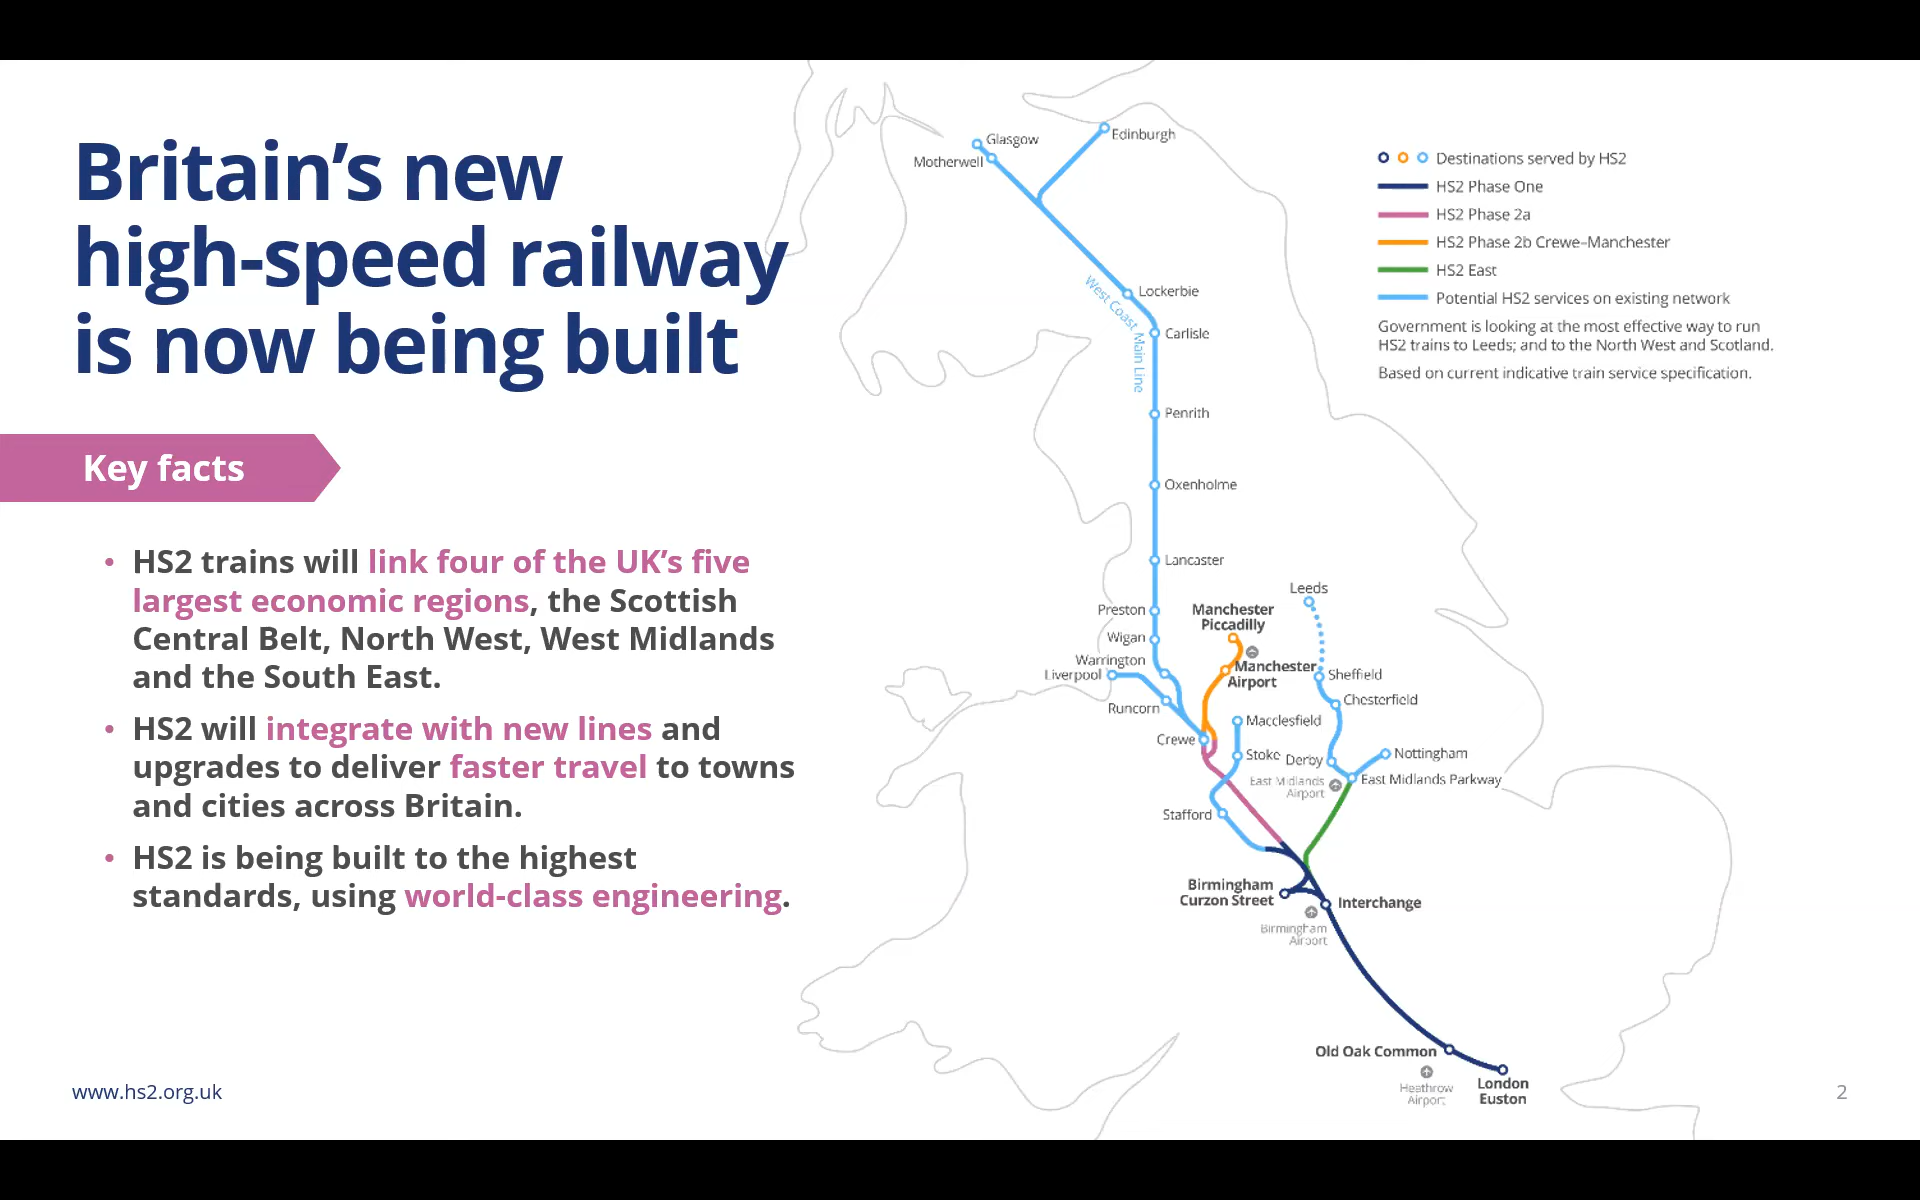 Britain’s new
high-speed railway
is now being built
Key facts
• HS2 trains will link four of the UK’s five
largest economic regions, the Scottish
Central Belt, North West, West Midlands
and the South East.
• HS2 will integrate with new lines and
upgrades to deliver faster travel to towns
and cities across Britain.
• HS2 is being built to the highest
standards, using world-class engineering.
www.hs2.org.uk
Glasgow
Edinburgh
Motherwell
Lockerbie
West Coast Main Line
Carlisle
Penrith
Oxenholme
Lancaster
Preston
Wigan
Warrington
Liverpool
Runcorn
Crewe
Manchester
Piccadilly
Manchester
Airport
Leeds
Sheffield
Chesterfield
Macclesfield
Stoke
Derby
Nottingham
East Midlands
Airport
East Midlands Parkway
Stafford
Birmingham
Curzon Street
Interchange
Birmingham
Airport
Old Oak Common
Heathrow
Airport
London
Euston
Destinations served by HS2
HS2 Phase One
HS2 Phase 2a
HS2 Phase 2b Crewe–Manchester
HS2 East
Potential HS2 services on existing network
Government is looking at the most effective way to run
HS2 trains to Leeds; and to the North West and Scotland.
Based on current indicative train service specification.
2